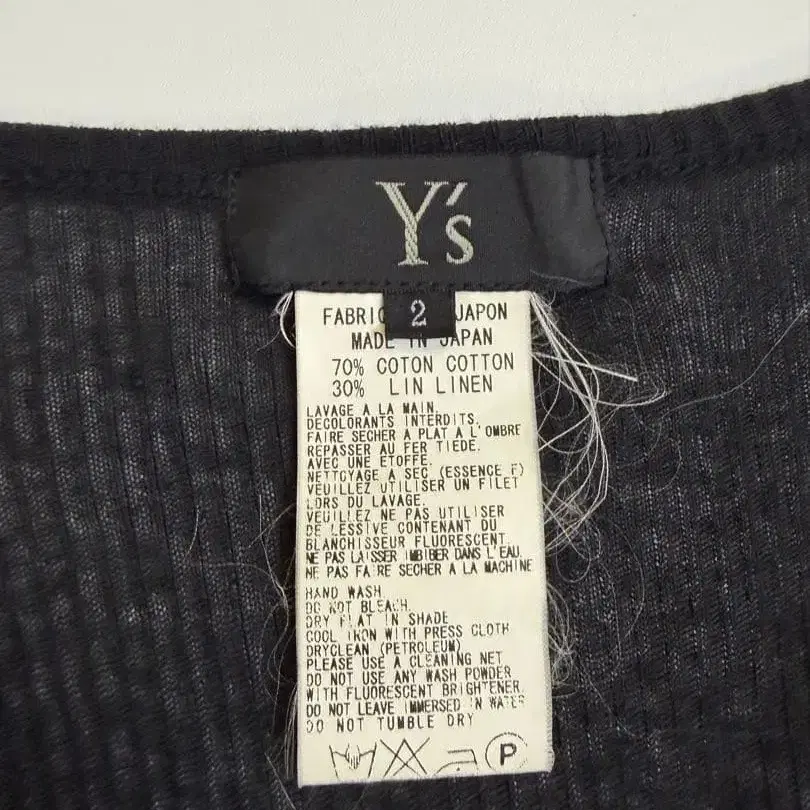 Y's
2
FABRIC JAPON
MADE IN JAPAN
70% COTON COTTON
30% LIN LINEN
LAVAGE A LA MAIN.
DECOLORANTS INTERDITS.
FAIRE SECHER A PLAT A L'OMBRE
REPASSER AU FER TIEDE.
AVEC UNE ETOFFE.
NETTOYAGE A SEC (ESSENCE F)
VEUILLEZ UTILISER UN FILET
LORS DU LAVAGE.
VEUILLEZ NE PAS UTILISER
DE LESSIVE CONTENANT DU
BLANCHISSEUR FLUORESCENT.
NE PAS LAISSER IMBIBER DANS L'EAU.
NE PAS FAIRE SECHER A LA MACHINE
HAND WASH.
DO NOT BLEACH.
DRY FLAT IN SHADE
COOL IRON WITH PRESS CLOTH
DRYCLEAN (PETROLEUM)
PLEASE USE A CLEANING NET
DO NOT USE ANY WASH POWDER
WITH FLUORESCENT BRIGHTENER.
DO NOT LEAVE IMMERSED IN WATER
DO NOT TUMBLE DRY
P